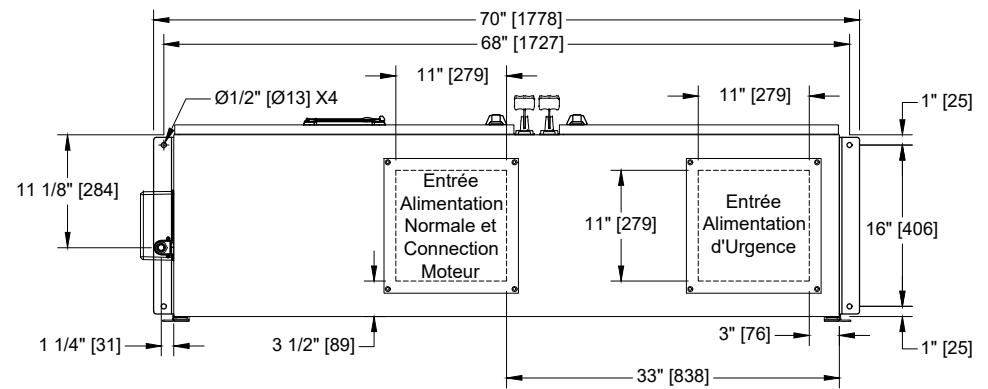 70" [1778]
68" [1727]
11" [279]
11" [279]
Ø1/2" [Ø13] X4
1" [25]
11 1/8" [284]
Entrée
Alimentation
Normale et
Connection
Moteur
11" [279]
Entrée
Alimentation
d'Urgence
16" [406]
1 1/4" [31]
3 1/2" [89]
3" [76]
1" [25]
33" [838]